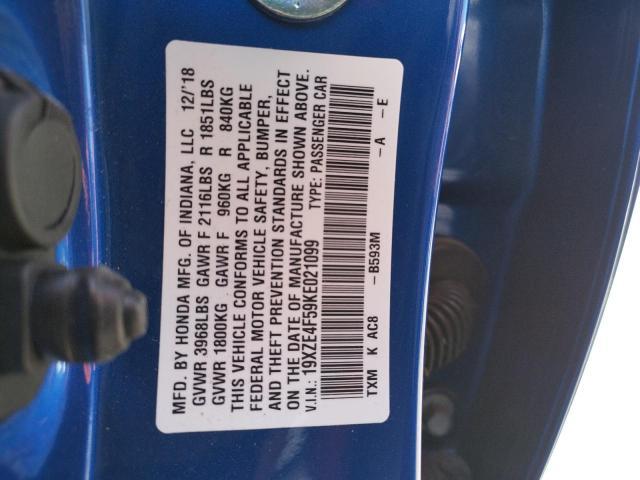 MFD. BY HONDA MFG. OF INDIANA, LLC 12/'18
GVWR 3968LBS GAWR F 2116LBS R 1851LBS
GVWR 1800KG GAWR F 960KG R 840KG
THIS VEHICLE CONFORMS TO ALL APPLICABLE
FEDERAL MOTOR VEHICLE SAFETY, BUMPER,
AND THEFT PREVENTION STANDARDS IN EFFECT
ON THE DATE OF MANUFACTURE SHOWN ABOVE.
V.I.N.: 19XZE4F59KE021099 TYPE: PASSENGER CAR
TXM K AC8 -B593M -A -E